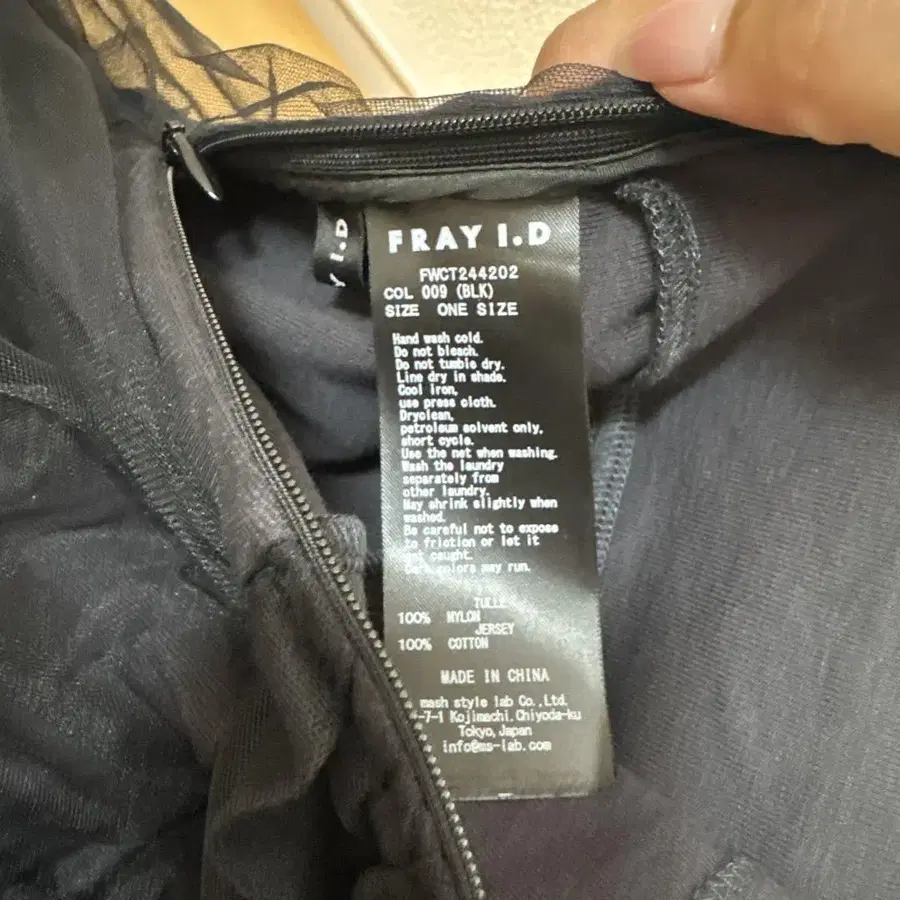 Y I.D
FRAY I.D
FWCT244202
COL 009 (BLK)
SIZE ONE SIZE
Hand wash cold.
Do not bleach.
Do not tumble dry.
Line dry in shade.
Cool iron,
use press cloth.
Dryclean,
petroleum solvent only,
short cycle.
Use the net when washing.
Wash the laundry
separately from
other laundry.
May shrink slightly when
washed.
Be careful not to expose
to friction or let it
get caught.
Dark colors may run.
TULLE
100% NYLON
JERSEY
100% COTTON
MADE IN CHINA
mash style lab Co.,Ltd.
-7-1 Kojimachi,Chiyoda-ku
Tokyo,Japan
info@ms-lab.com